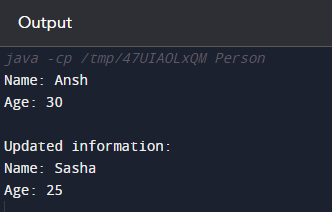 Output
java -cp /tmp/47UIAOLxQM Person
Name: Ansh
Age: 30
Updated information:
Name: Sasha
Age: 25